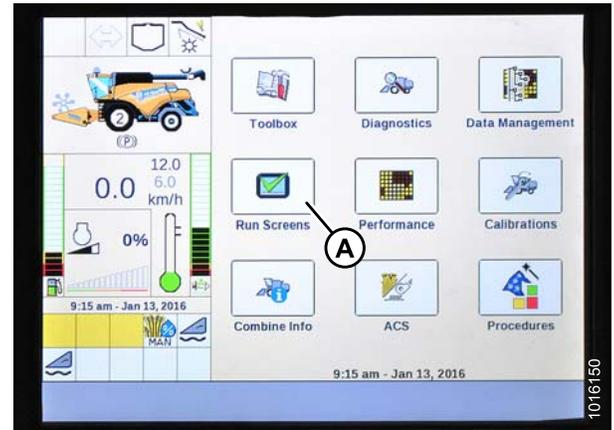 2
(P)
12.0
0.0 6.0
km/h
0%
9:15 am - Jan 13, 2016
MAN
Toolbox Diagnostics Data Management
Run Screens Performance Calibrations
A
Combine Info ACS Procedures
9:15 am - Jan 13, 2016
1016150